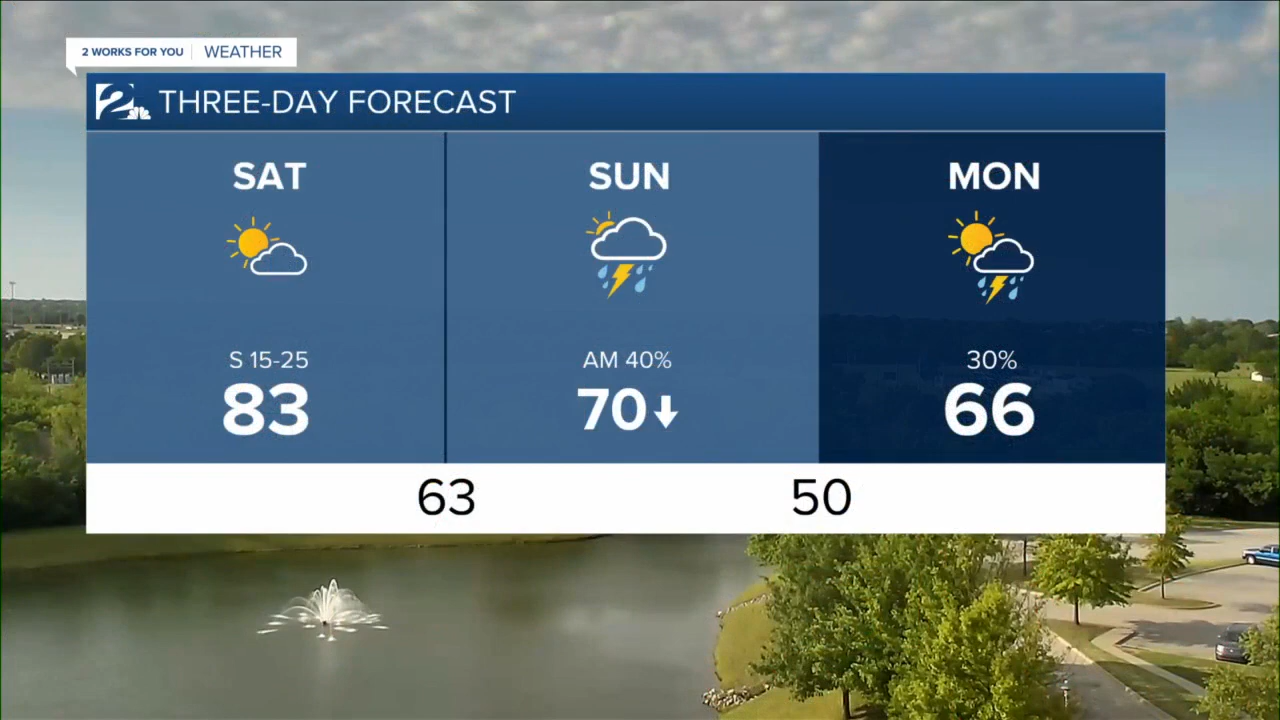 2 WORKS FOR YOU | WEATHER
2 THREE-DAY FORECAST
SAT SUN MON
S 15-25 AM 40% 30%
83 70↓ 66
63 50